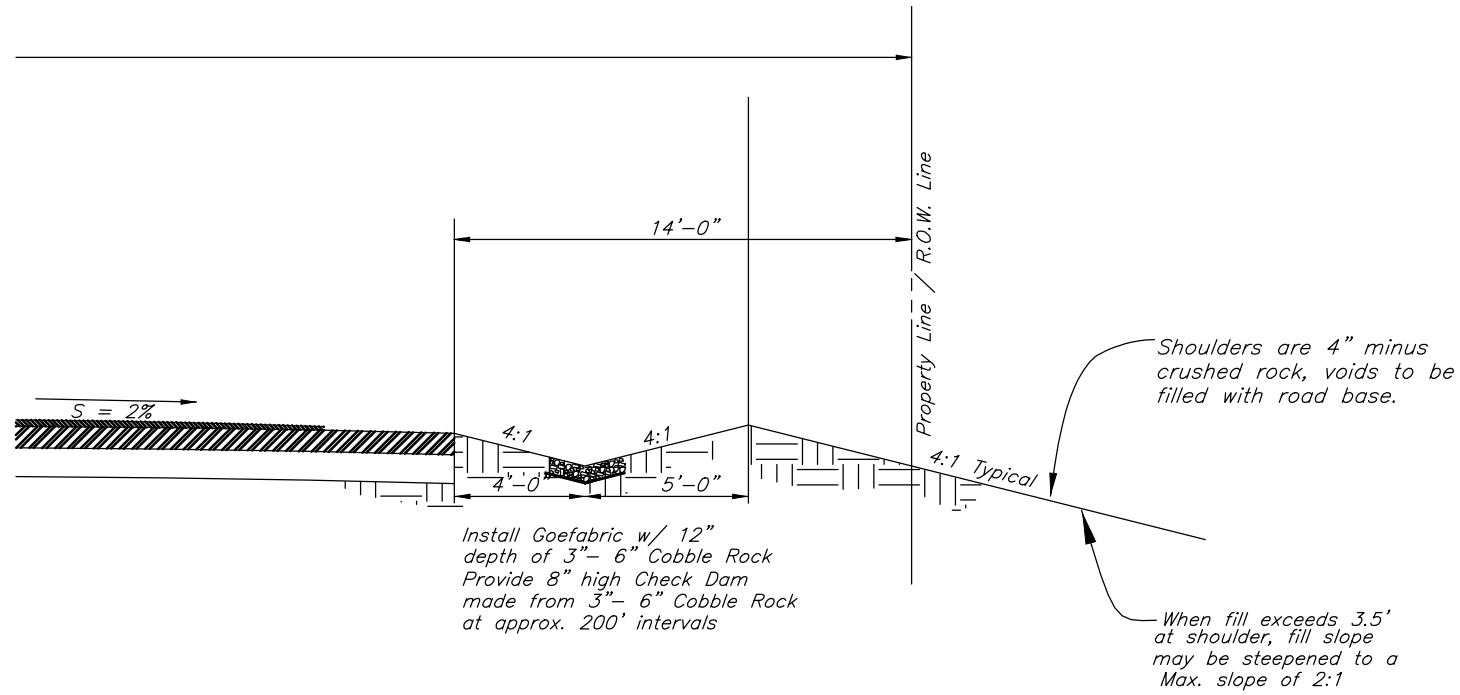 14'-0"
Property Line / R.O.W. Line
S = 2%
4:1
4:1
4:1 Typical
4'-0"
5'-0"
Shoulders are 4" minus
crushed rock, voids to be
filled with road base.
Install Goefabric w/ 12"
depth of 3"- 6" Cobble Rock
Provide 8" high Check Dam
made from 3"- 6" Cobble Rock
at approx. 200' intervals
When fill exceeds 3.5'
at shoulder, fill slope
may be steepened to a
Max. slope of 2:1